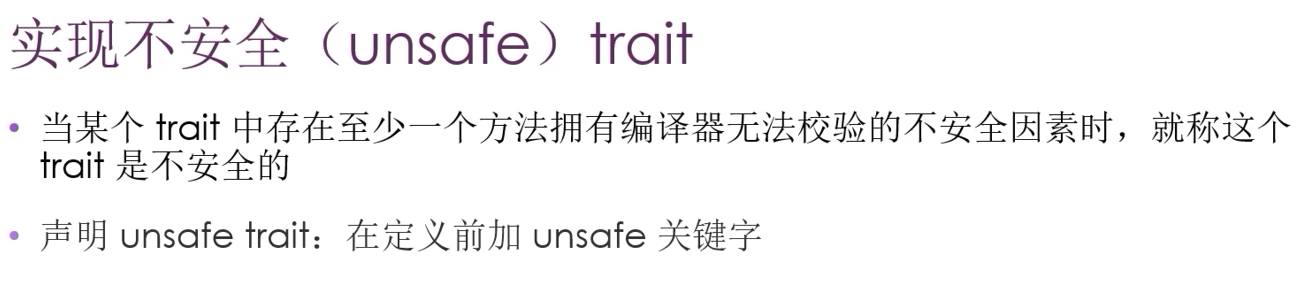 实现不安全（unsafe）trait
• 当某个 trait 中存在至少一个方法拥有编译器无法校验的不安全因素时，就称这个
trait 是不安全的
• 声明 unsafe trait：在定义前加 unsafe 关键字